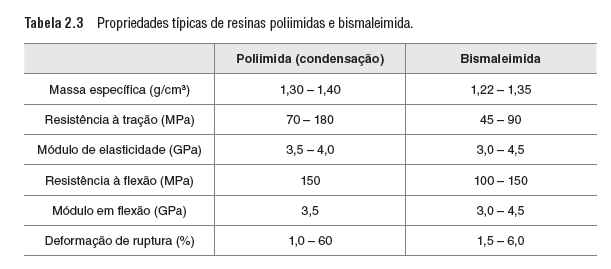 Tabela 2.3 Propriedades típicas de resinas poliimidas e bismaleimida.
Poliimida (condensação) Bismaleimida
Massa específica (g/cm³) 1,30 – 1,40 1,22 – 1,35
Resistência à tração (MPa) 70 – 180 45 – 90
Módulo de elasticidade (GPa) 3,5 – 4,0 3,0 – 4,5
Resistência à flexão (MPa) 150 100 – 150
Módulo em flexão (GPa) 3,5 3,0 – 4,5
Deformação de ruptura (%) 1,0 – 60 1,5 – 6,0